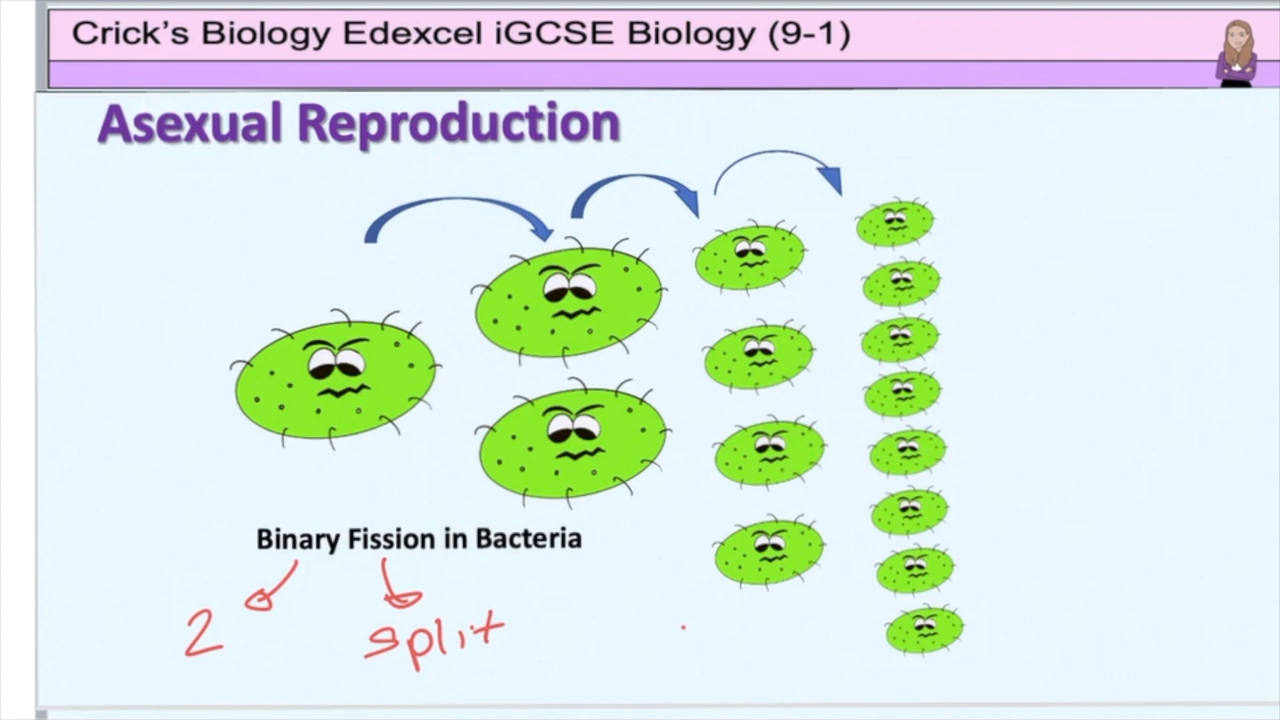 Crick's Biology Edexcel iGCSE Biology (9-1)
Asexual Reproduction
Binary Fission in Bacteria
2 split